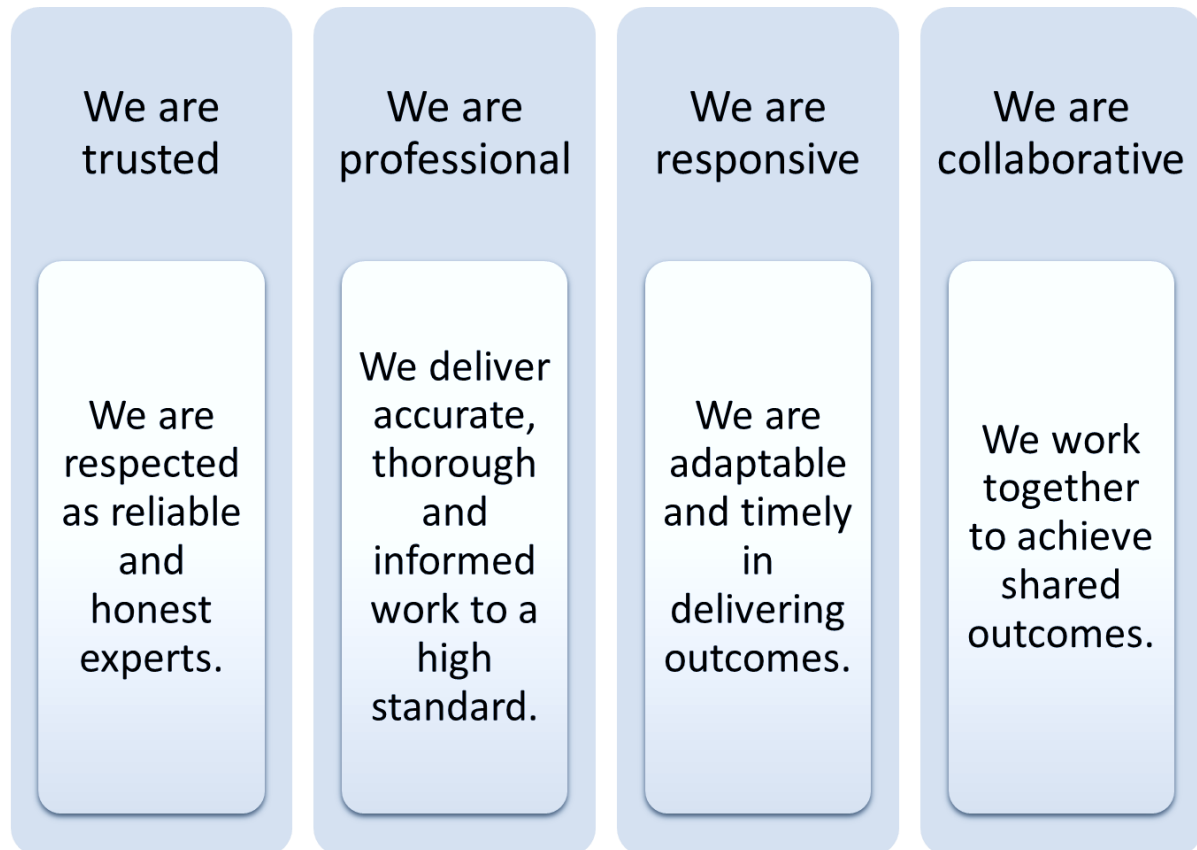 We are
trusted
We are
respected
as reliable
and
honest
experts.
We are
professional
We deliver
accurate,
thorough
and
informed
work to a
high
standard.
We are
responsive
We are
adaptable
and timely
in
delivering
outcomes.
We are
collaborative
We work
together
to achieve
shared
outcomes.